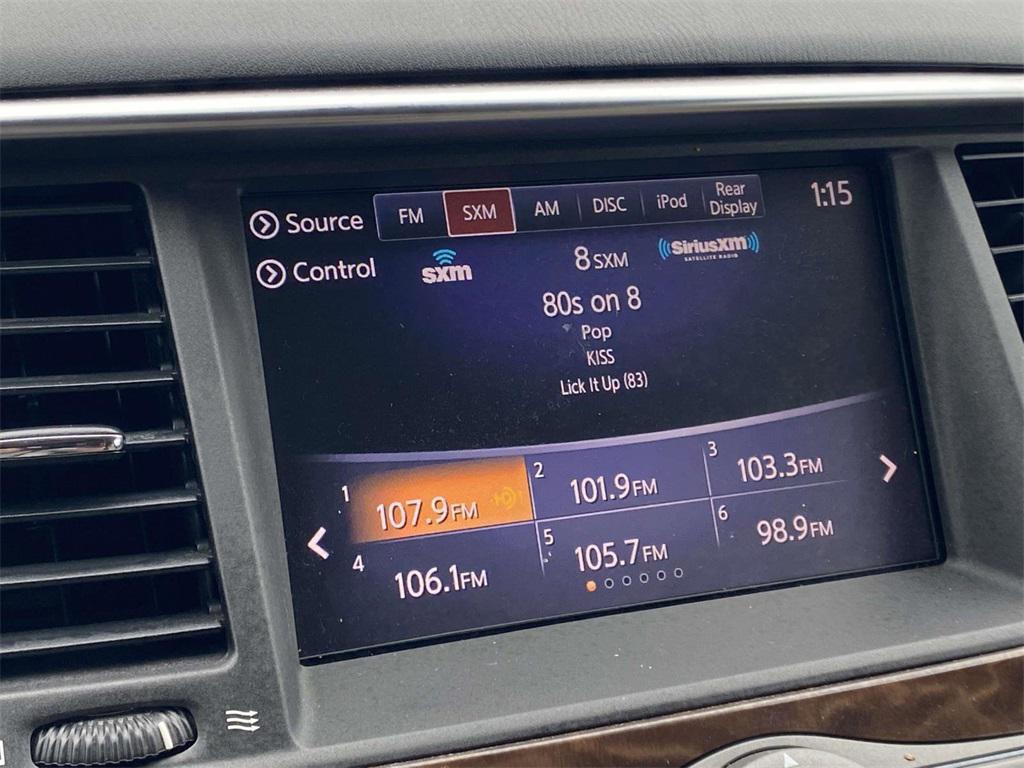 Source FM SXM AM DISC iPod Rear Display 1:15
Control sxm 8 SXM SiriusXM
SATELLITE RADIO
80s on 8
Pop
KISS
Lick It Up (83)
1 107.9FM HD 2 101.9FM 3 103.3FM
4 106.1FM 5 105.7FM 6 98.9FM